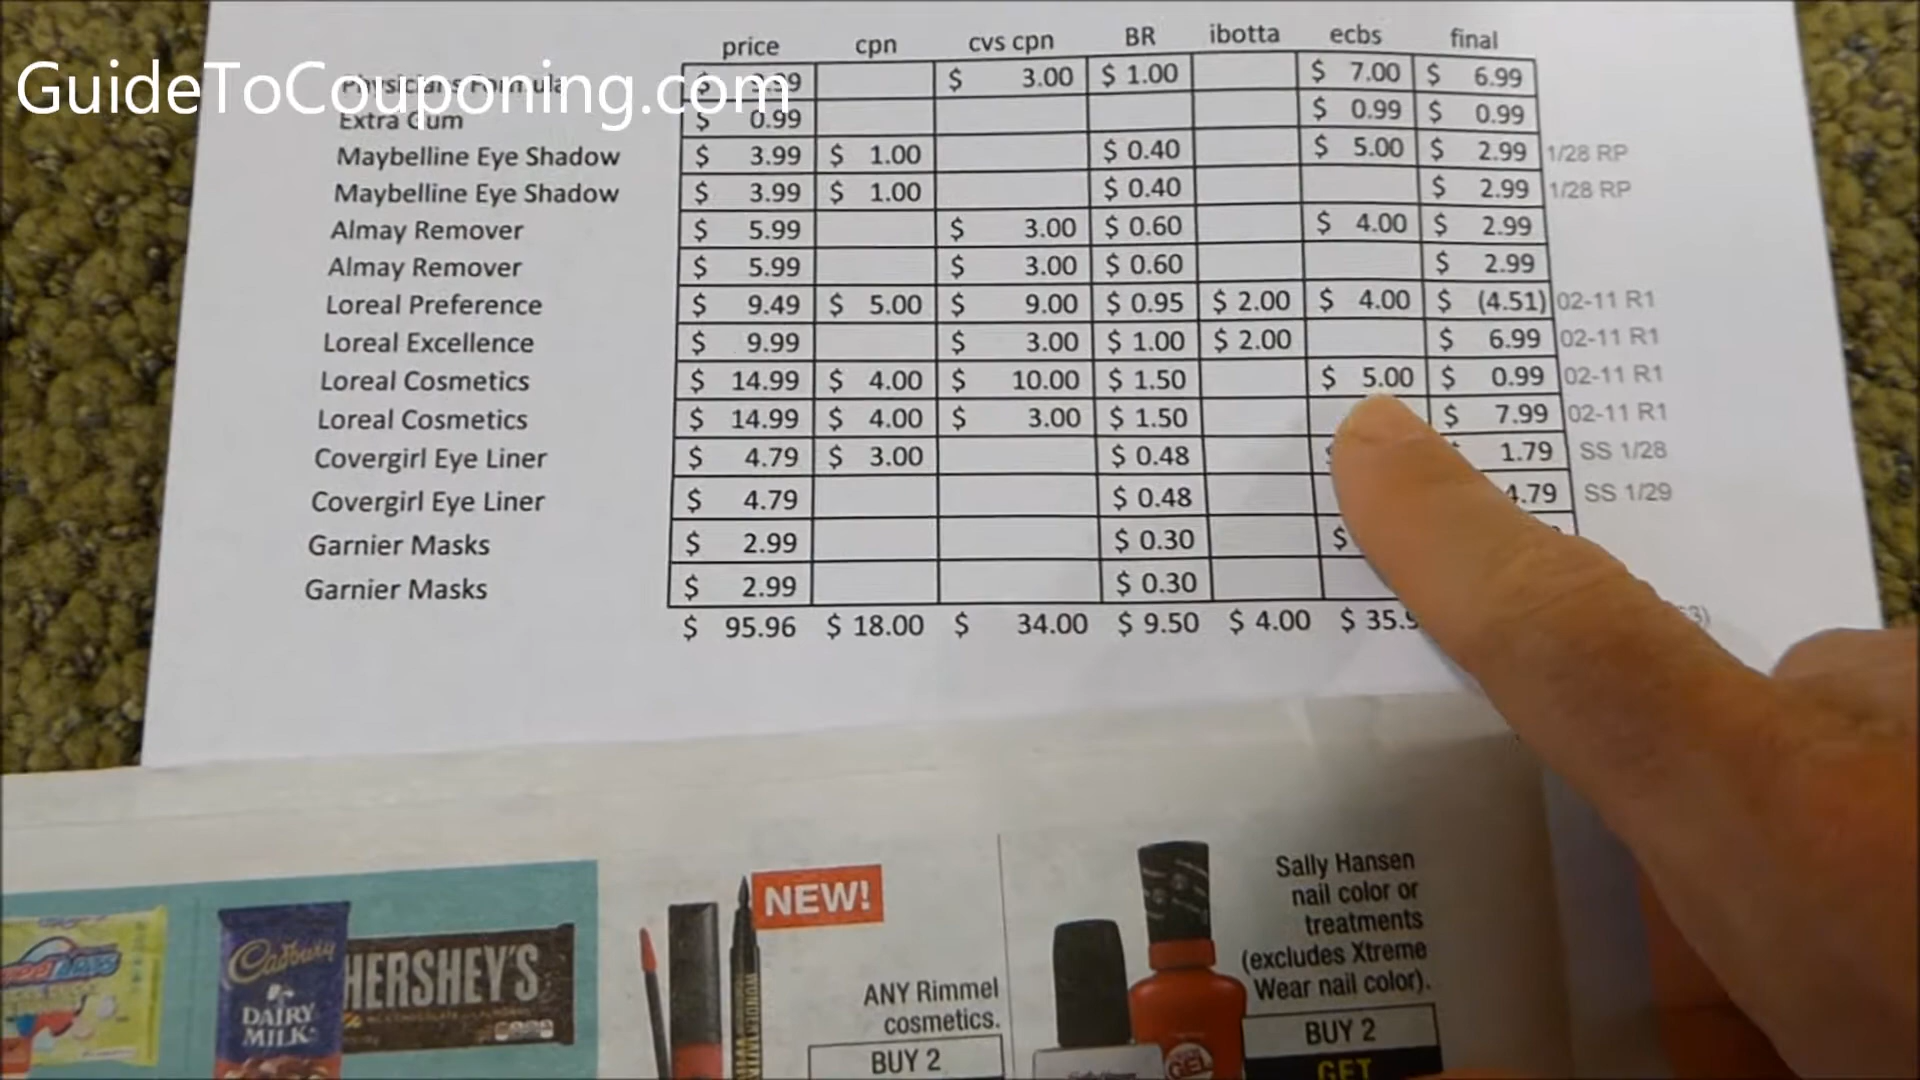 GuideToCouponing.com
price cpn cvs cpn BR ibotta ecbs final
Physicians Formula $ 9.99 $ 3.00 $ 1.00 $ 7.00 $ 6.99
Extra Gum $ 0.99 $ 0.99 $ 0.99
Maybelline Eye Shadow $ 3.99 $ 1.00 $ 0.40 $ 5.00 $ 2.99 1/28 RP
Maybelline Eye Shadow $ 3.99 $ 1.00 $ 0.40 $ 2.99 1/28 RP
Almay Remover $ 5.99 $ 3.00 $ 0.60 $ 4.00 $ 2.99
Almay Remover $ 5.99 $ 3.00 $ 0.60 $ 2.99
Loreal Preference $ 9.49 $ 5.00 $ 9.00 $ 0.95 $ 2.00 $ 4.00 $ (4.51) 02-11 R1
Loreal Excellence $ 9.99 $ 3.00 $ 1.00 $ 2.00 $ 6.99 02-11 R1
Loreal Cosmetics $ 14.99 $ 4.00 $ 10.00 $ 1.50 $ 5.00 $ 0.99 02-11 R1
Loreal Cosmetics $ 14.99 $ 4.00 $ 3.00 $ 1.50 $ 7.99 02-11 R1
Covergirl Eye Liner $ 4.79 $ 3.00 $ 0.48 $ 1.79 SS 1/28
Covergirl Eye Liner $ 4.79 $ 0.48 4.79 SS 1/29
Garnier Masks $ 2.99 $ 0.30 $
Garnier Masks $ 2.99 $ 0.30
$ 95.96 $ 18.00 $ 34.00 $ 9.50 $ 4.00 $ 35.9
Cadbury
DAIRY
MILK
HERSHEY'S
NEW!
ANY Rimmel
cosmetics.
BUY 2
Sally Hansen
nail color or
treatments
(excludes Xtreme
Wear nail color).
BUY 2
GET
GEL